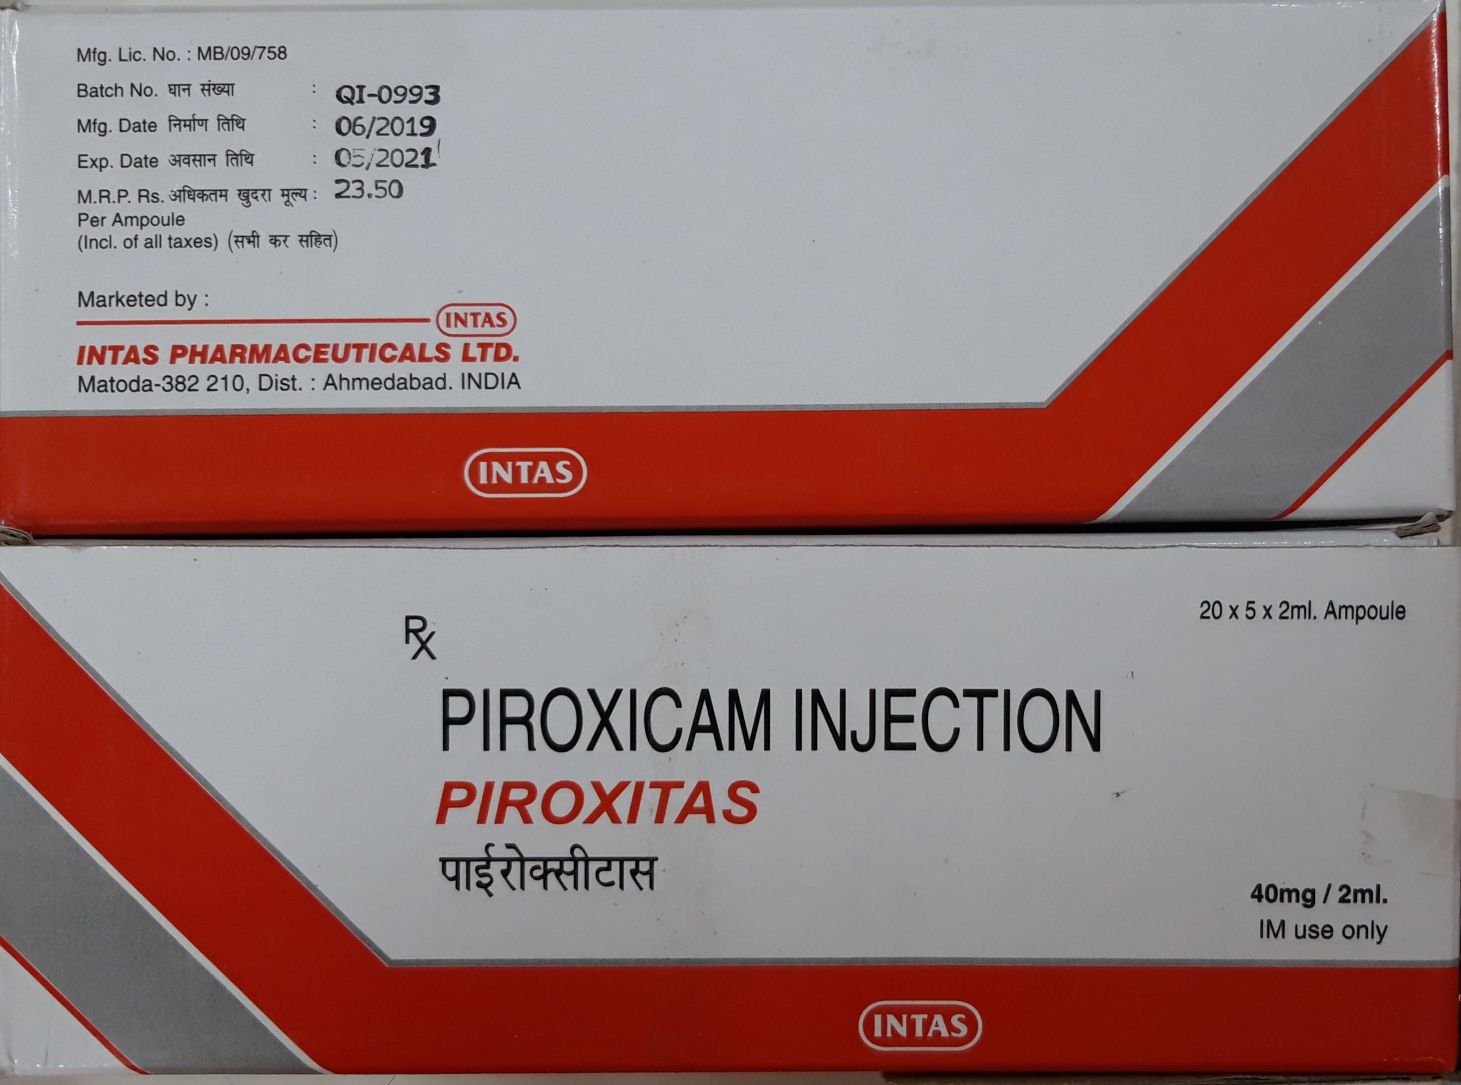 Mfg. Lic. No. : MB/09/758
Batch No. घान संख्या : QI-0993
Mfg. Date निर्माण तिथि : 06/2019
Exp. Date अवसान तिथि : 05/2021
M.R.P. Rs. अधिकतम खुदरा मूल्य : 23.50
Per Ampoule
(Incl. of all taxes) (सभी कर सहित)
Marketed by :
INTAS
INTAS PHARMACEUTICALS LTD.
Matoda-382 210, Dist. : Ahmedabad. INDIA
INTAS
20 x 5 x 2ml. Ampoule
Rx
PIROXICAM INJECTION
PIROXITAS
पाईरोक्सीटास
40mg / 2ml.
IM use only
INTAS